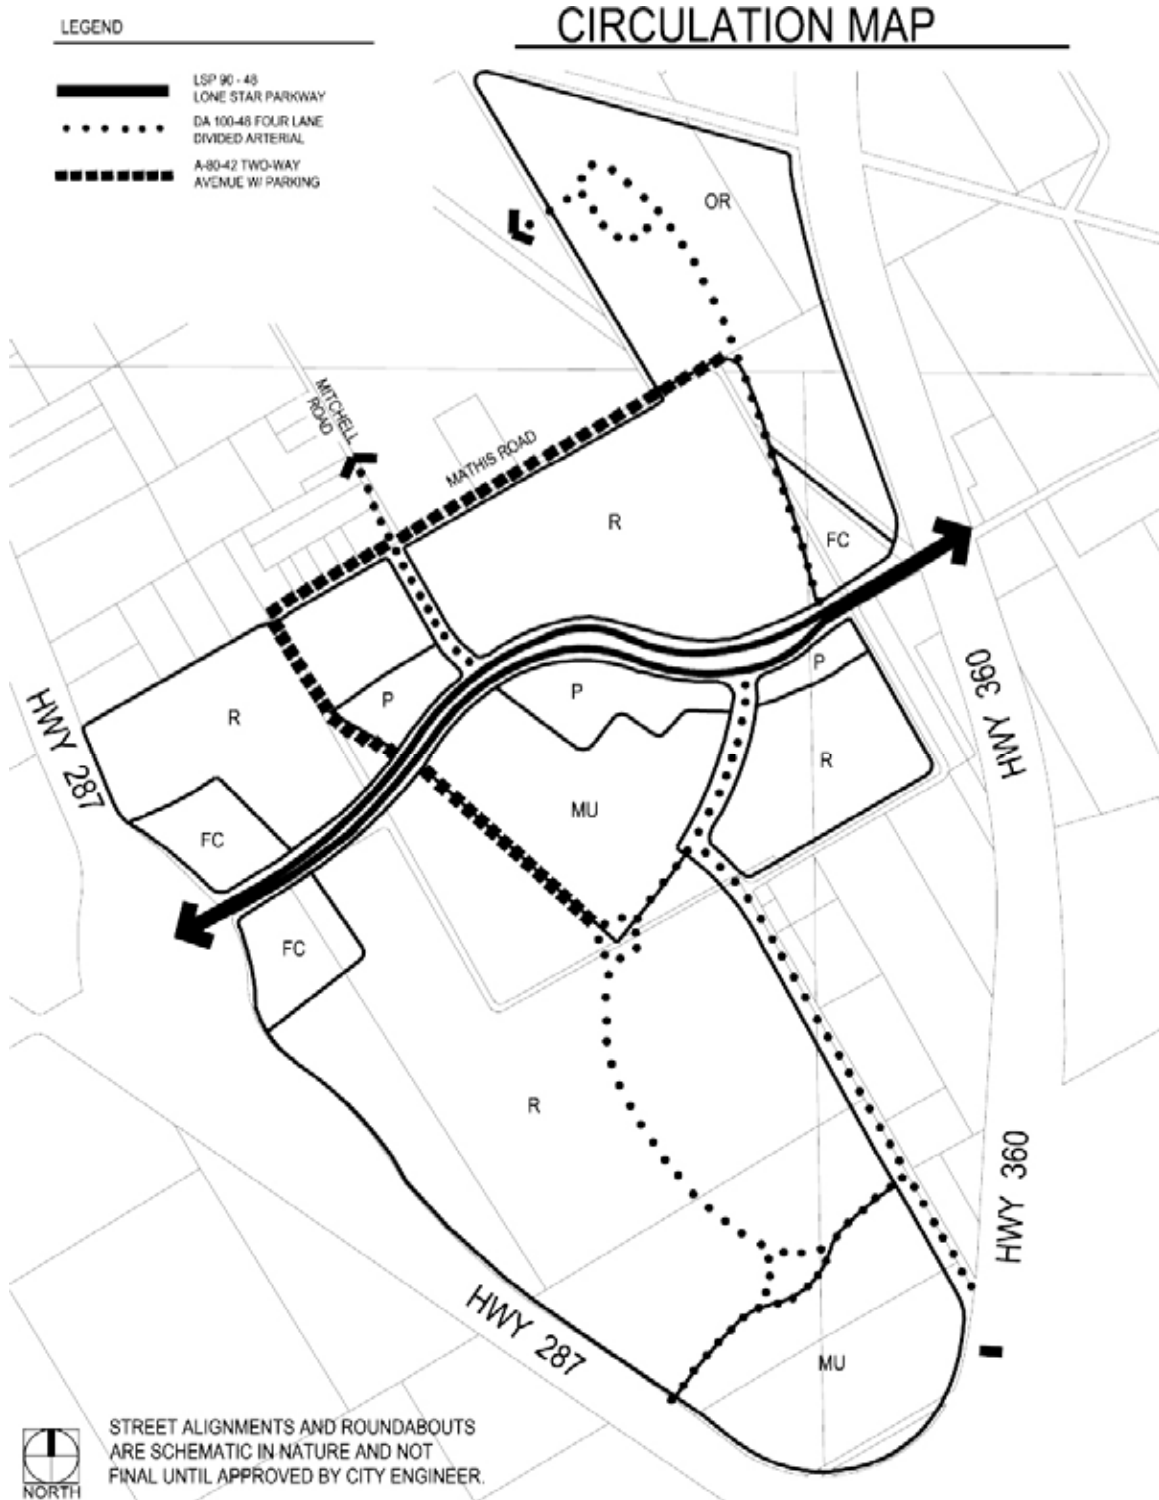 CIRCULATION MAP
LEGEND
LSP 90 - 48
LONE STAR PARKWAY
DA 100-48 FOUR LANE
DIVIDED ARTERIAL
A-80-42 TWO-WAY
AVENUE W/ PARKING
OR
MITCHELL
ROAD
MATHIS ROAD
R
FC
HWY 360
P
P
P
R
HWY 287
R
MU
FC
FC
R
HWY 360
HWY 287
MU
STREET ALIGNMENTS AND ROUNDABOUTS
ARE SCHEMATIC IN NATURE AND NOT
FINAL UNTIL APPROVED BY CITY ENGINEER.
NORTH